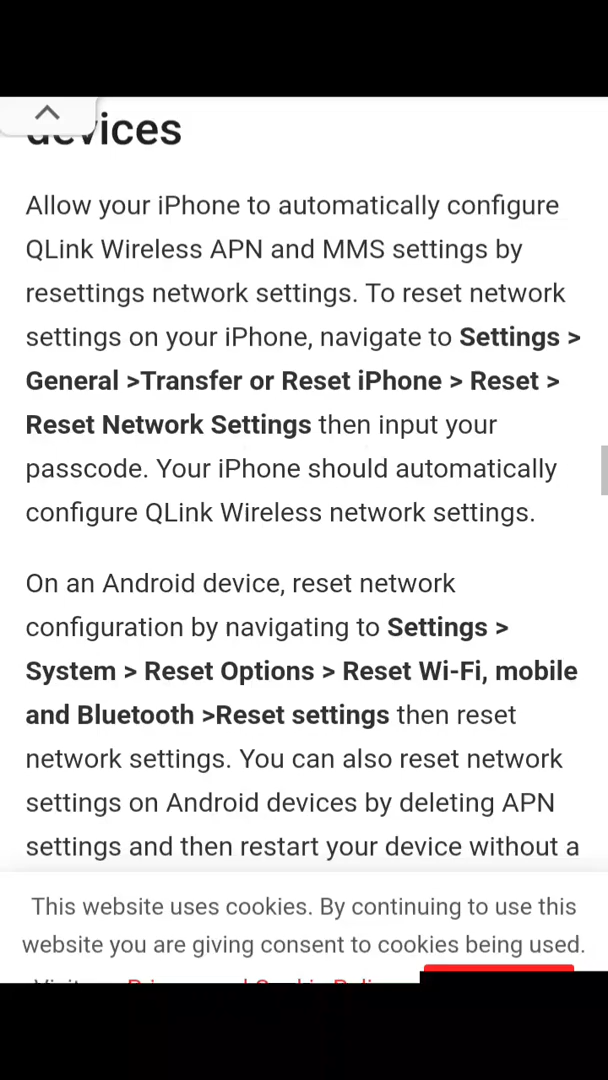 devices
Allow your iPhone to automatically configure
QLink Wireless APN and MMS settings by
resettings network settings. To reset network
settings on your iPhone, navigate to Settings >
General >Transfer or Reset iPhone > Reset >
Reset Network Settings then input your
passcode. Your iPhone should automatically
configure QLink Wireless network settings.
On an Android device, reset network
configuration by navigating to Settings >
System > Reset Options > Reset Wi-Fi, mobile
and Bluetooth >Reset settings then reset
network settings. You can also reset network
settings on Android devices by deleting APN
settings and then restart your device without a
This website uses cookies. By continuing to use this
website you are giving consent to cookies being used.